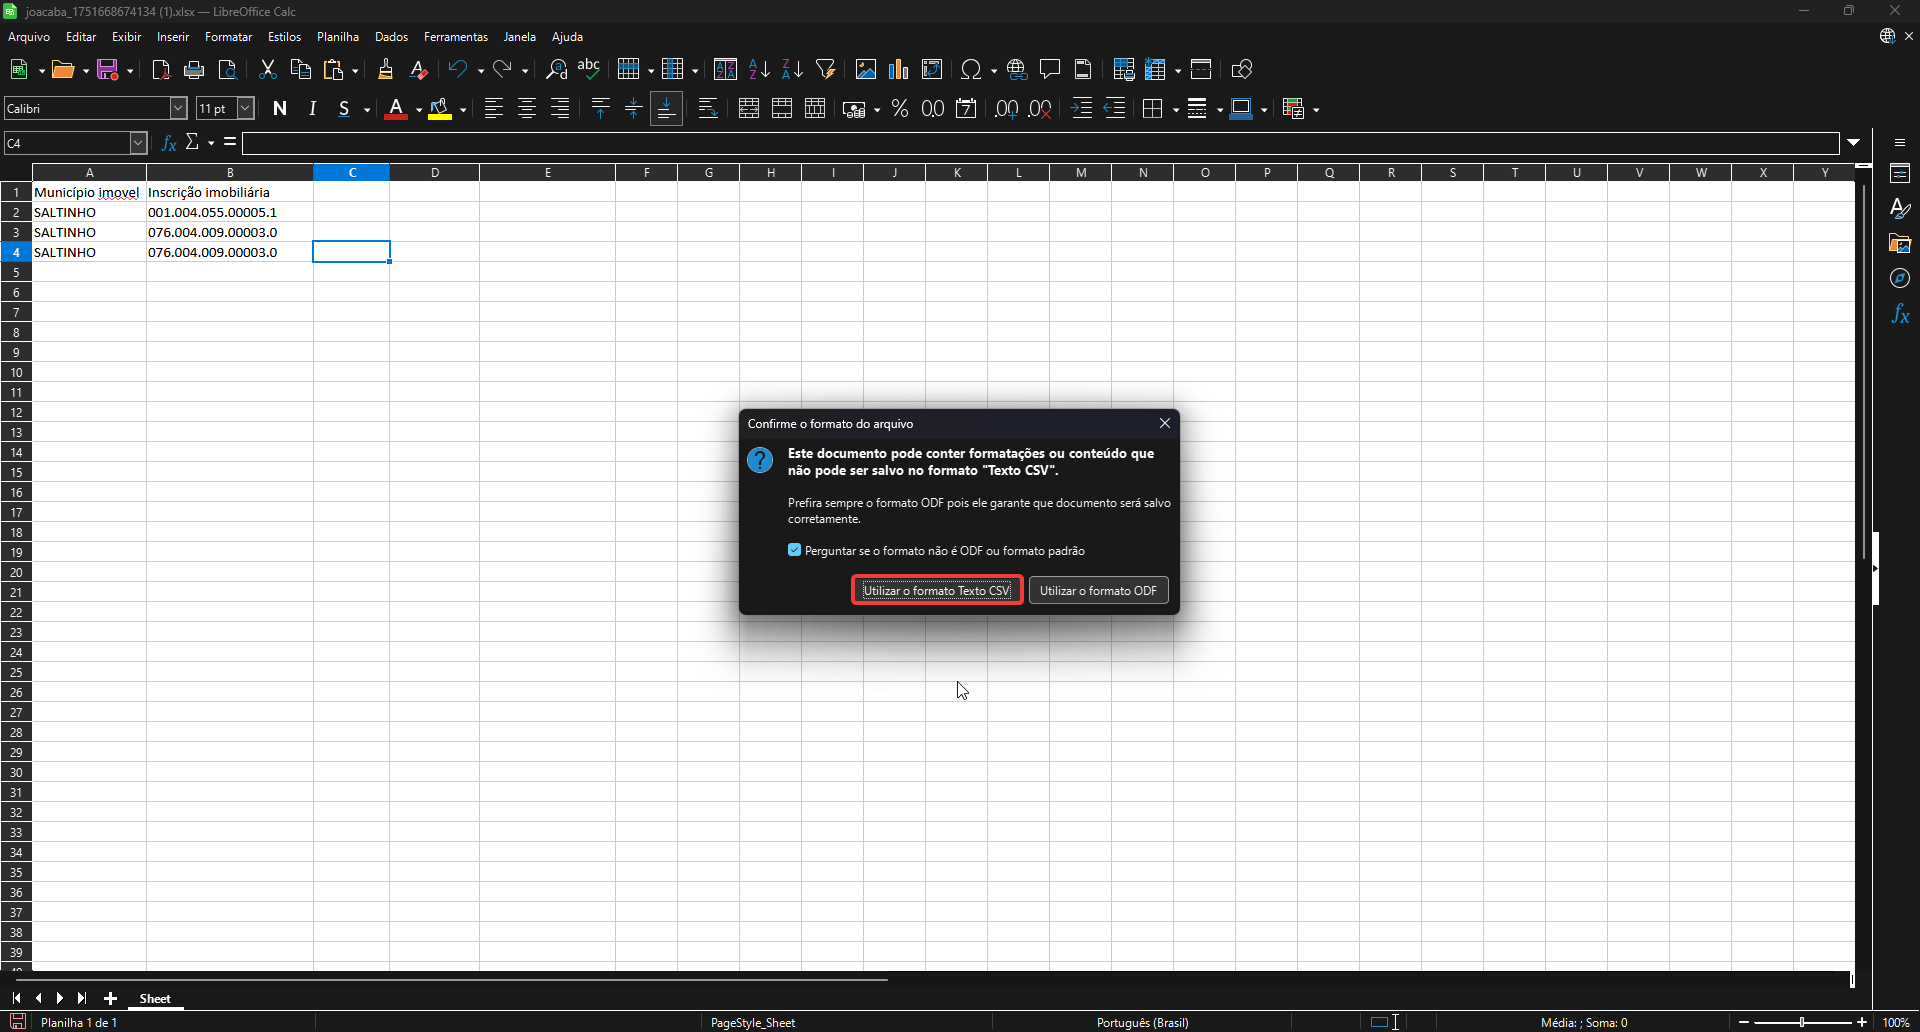 joacaba_1751668674134 (1).xlsx — LibreOffice Calc
Arquivo Editar Exibir Inserir Formatar Estilos Planilha Dados Ferramentas Janela Ajuda
Calibri 11 pt N I S
C4
A B C D E F G H I J K L M N O P Q R S T U V W X Y
1 Município imovel Inscrição imobiliária
2 SALTINHO 001.004.055.00005.1
3 SALTINHO 076.004.009.00003.0
4 SALTINHO 076.004.009.00003.0
5
6
7
8
9
10
11
12
13
14
15
16
17
18
19
20
21
22
23
24
25
26
27
28
29
30
31
32
33
34
35
36
37
38
39
Confirme o formato do arquivo
Este documento pode conter formatações ou conteúdo que
não pode ser salvo no formato "Texto CSV".
Prefira sempre o formato ODF pois ele garante que documento será salvo
corretamente.
Perguntar se o formato não é ODF ou formato padrão
Utilizar o formato Texto CSV Utilizar o formato ODF
Sheet
Planilha 1 de 1 PageStyle_Sheet Português (Brasil) Média: ; Soma: 0 100%